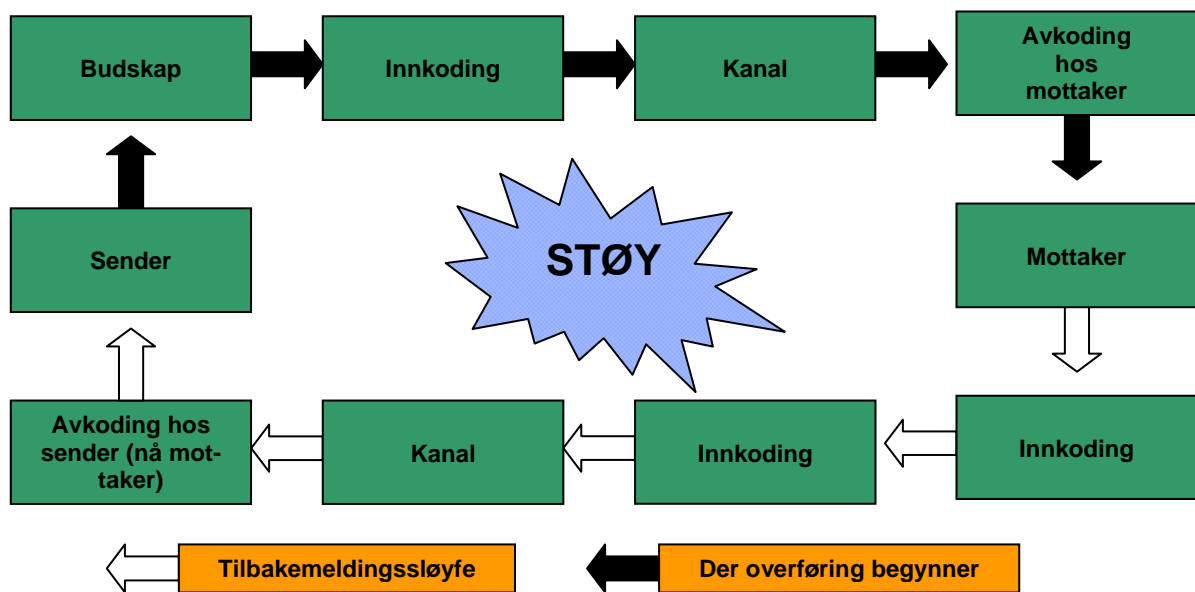 Budskap
Innkoding
Kanal
Avkoding
hos
mottaker
Sender
STØY
Mottaker
Avkoding hos
sender (nå mot-
taker)
Kanal
Innkoding
Innkoding
Tilbakemeldingssløyfe
Der overføring begynner